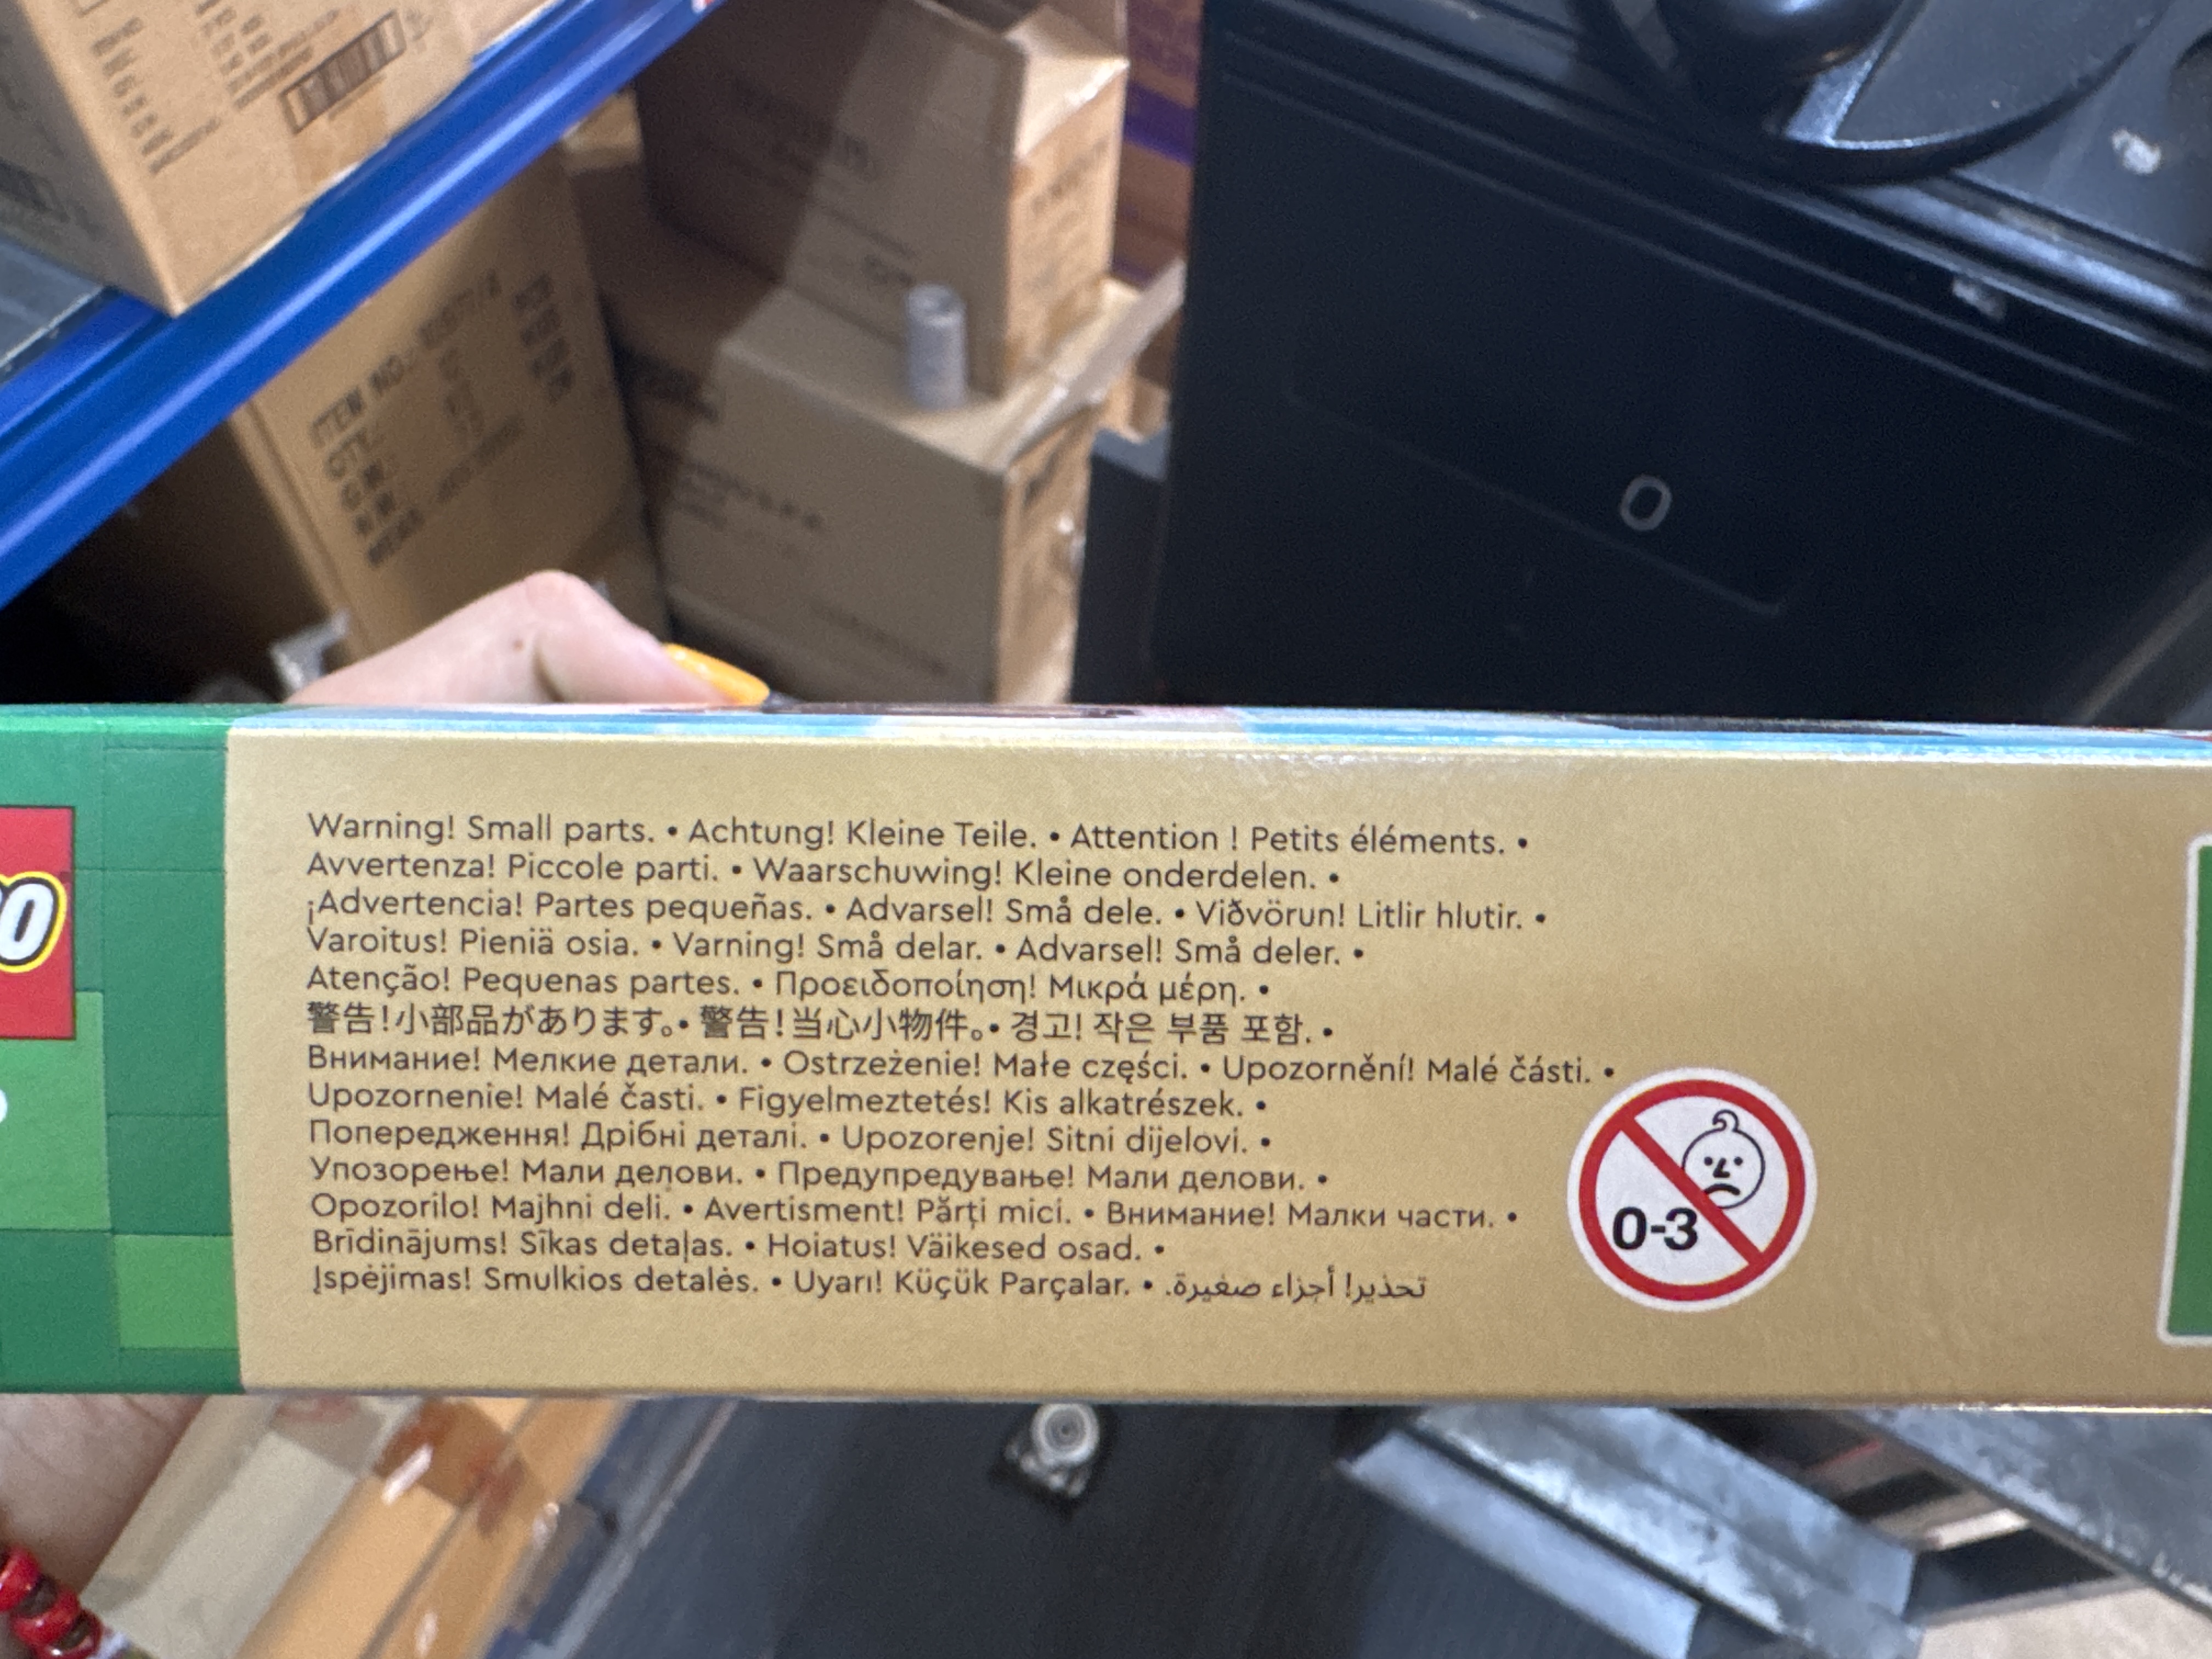 ITEM NO.:
Warning! Small parts. • Achtung! Kleine Teile. • Attention ! Petits éléments. •
Avvertenza! Piccole parti. • Waarschuwing! Kleine onderdelen. •
¡Advertencia! Partes pequeñas. • Advarsel! Små dele. • Viðvörun! Litlir hlutir. •
Varoitus! Pieniä osia. • Varning! Små delar. • Advarsel! Små deler. •
Atenção! Pequenas partes. • Προειδοποίηση! Μικρά μέρη. •
警告!小部品があります。• 警告!当心小物件。• 경고! 작은 부품 포함. •
Внимание! Мелкие детали. • Ostrzeżenie! Małe części. • Upozornění! Malé části. •
Upozornenie! Malé časti. • Figyelmeztetés! Kis alkatrészek. •
Попередження! Дрібні деталі. • Upozorenje! Sitni dijelovi. •
Упозорење! Мали делови. • Предупредување! Мали делови. •
Opozorilo! Majhni deli. • Avertisment! Părți mici. • Внимание! Малки части. •
Brīdinājums! Sīkas detaļas. • Hoiatus! Väikesed osad. •
Įspėjimas! Smulkios detalės. • Uyarı! Küçük Parçalar. • تحذير! أجزاء صغيرة.
0-3